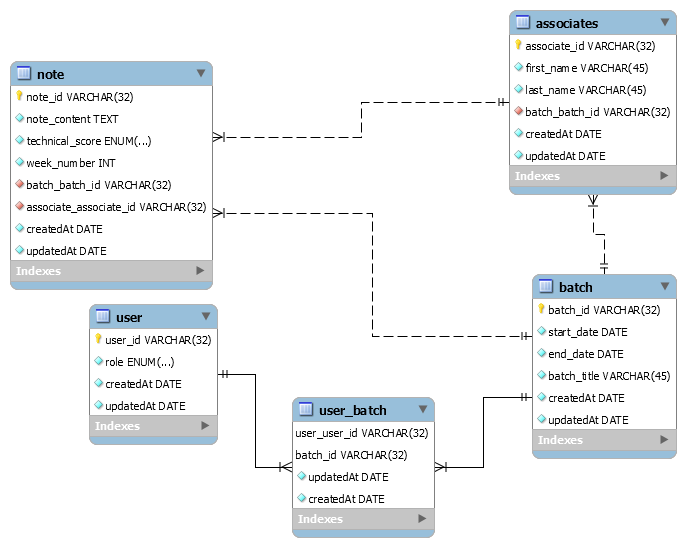 associates
associate_id VARCHAR(32)
first_name VARCHAR(45)
last_name VARCHAR(45)
batch_batch_id VARCHAR(32)
createdAt DATE
updatedAt DATE
Indexes
note
note_id VARCHAR(32)
note_content TEXT
technical_score ENUM(...)
week_number INT
batch_batch_id VARCHAR(32)
associate_associate_id VARCHAR(32)
createdAt DATE
updatedAt DATE
Indexes
batch
batch_id VARCHAR(32)
start_date DATE
end_date DATE
batch_title VARCHAR(45)
createdAt DATE
updatedAt DATE
Indexes
user
user_id VARCHAR(32)
role ENUM(...)
createdAt DATE
updatedAt DATE
Indexes
user_batch
user_user_id VARCHAR(32)
batch_id VARCHAR(32)
updatedAt DATE
createdAt DATE
Indexes